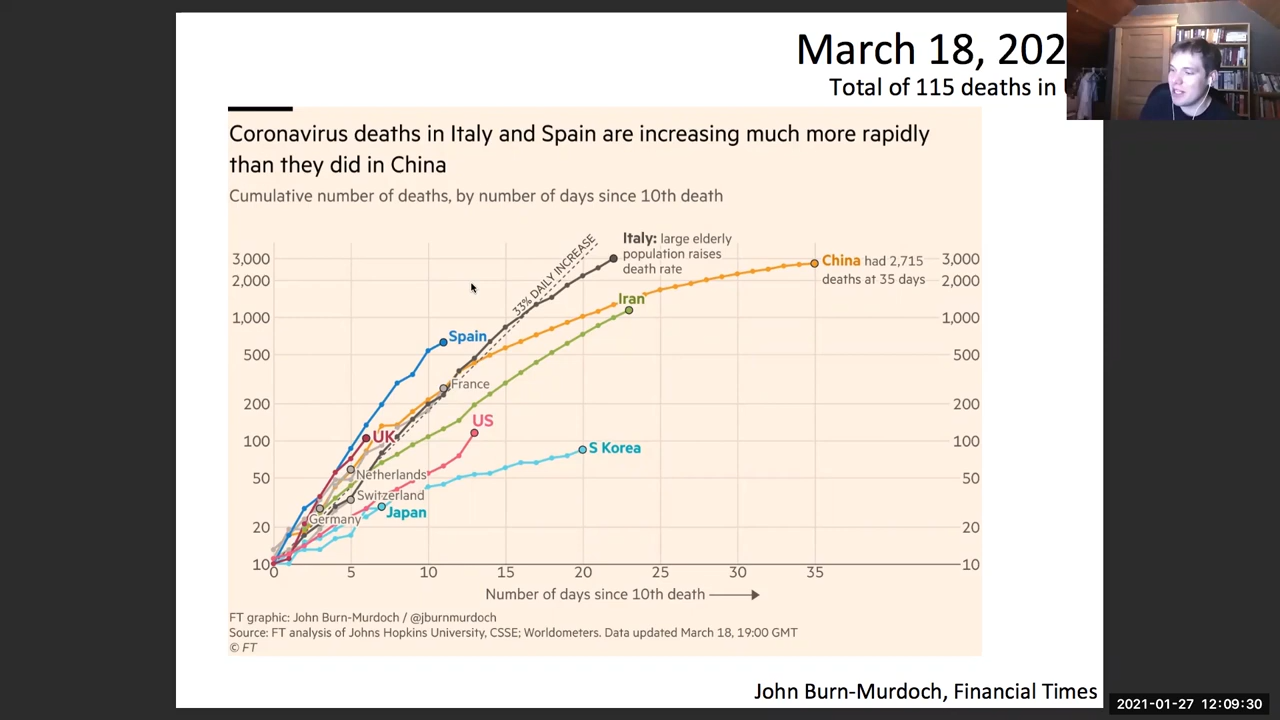 March 18, 202
Total of 115 deaths in
Coronavirus deaths in Italy and Spain are increasing much more rapidly
than they did in China
Cumulative number of deaths, by number of days since 10th death
33% DAILY INCREASE
Italy: large elderly
population raises
death rate
China had 2,715
deaths at 35 days
Iran
Spain
France
US
UK
S Korea
Netherlands
Switzerland
Japan
Germany
3,000
2,000
1,000
500
200
100
50
20
10
3,000
2,000
1,000
500
200
100
50
20
10
0 5 10 15 20 25 30 35
Number of days since 10th death
FT graphic: John Burn-Murdoch / @jburnmurdoch
Source: FT analysis of Johns Hopkins University, CSSE; Worldometers. Data updated March 18, 19:00 GMT
© FT
John Burn-Murdoch, Financial Times
2021-01-27 12:09:30